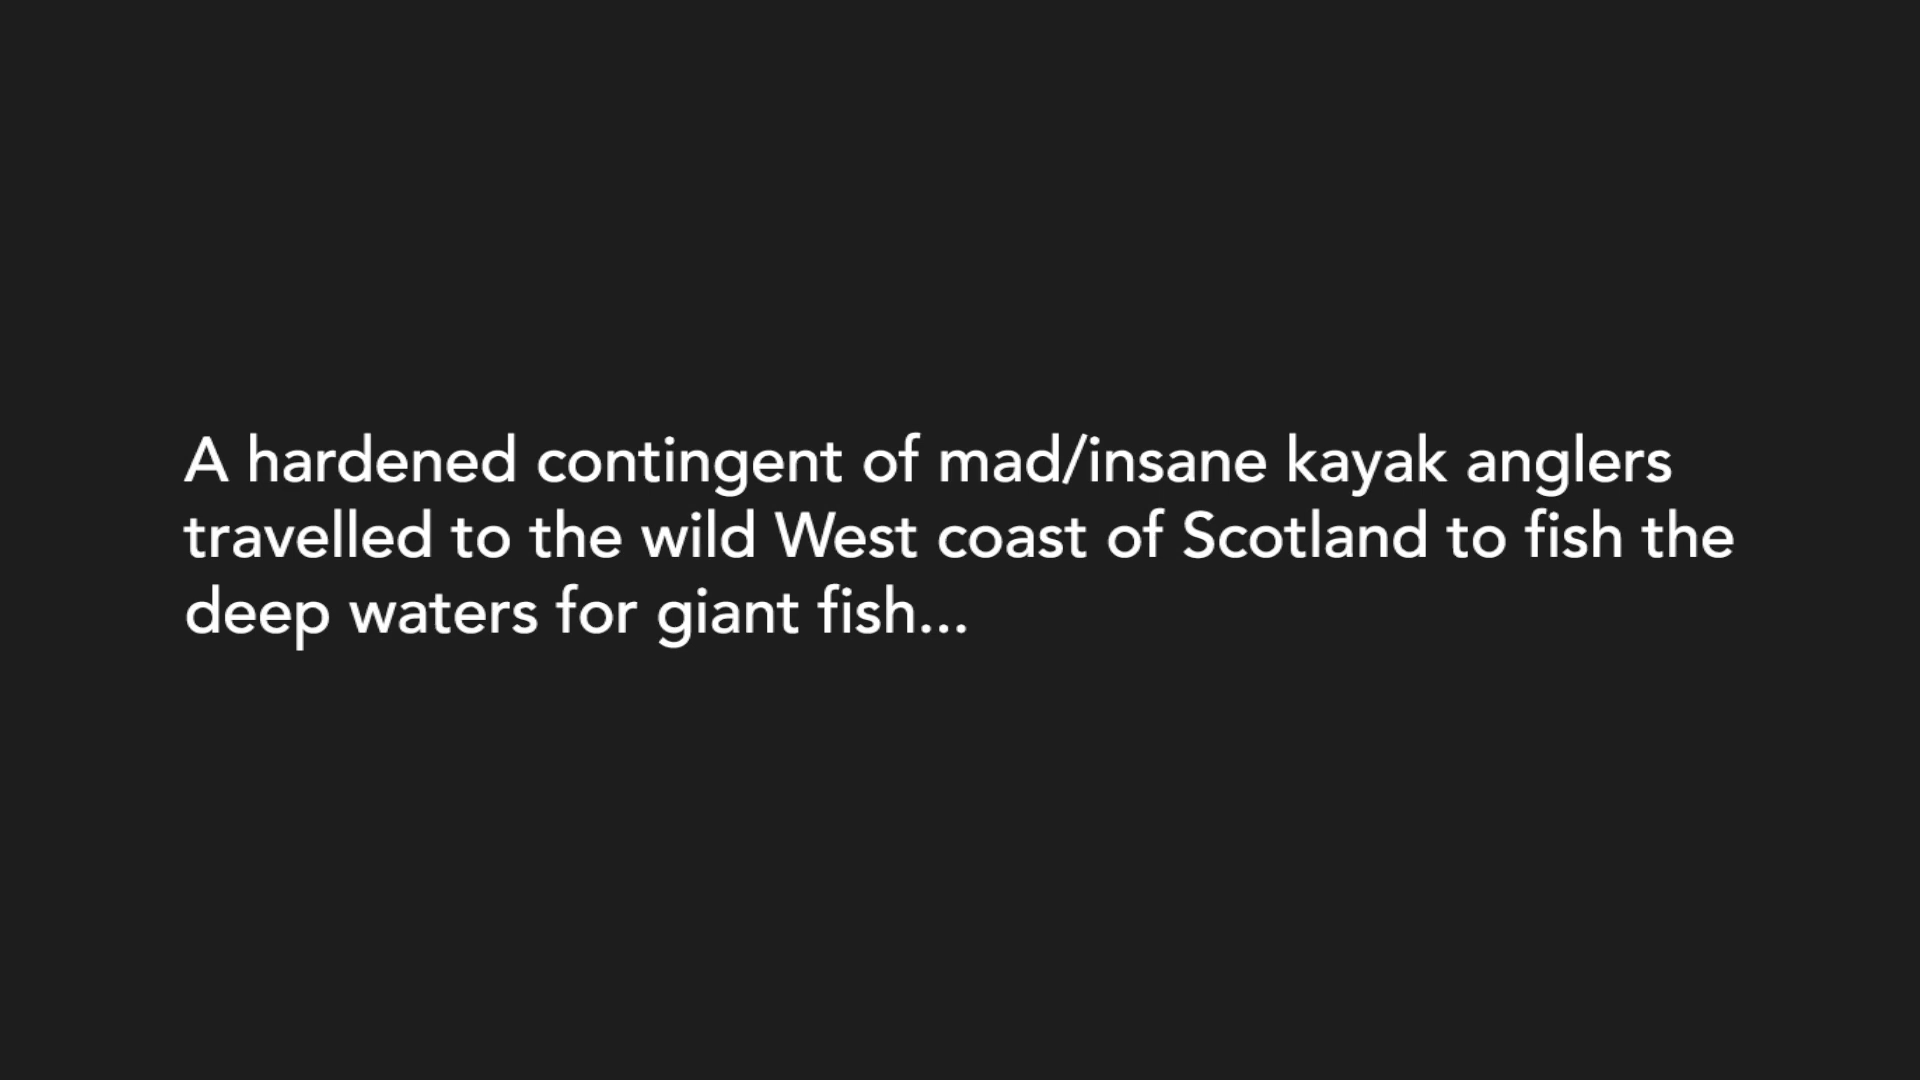 A hardened contingent of mad/insane kayak anglers
travelled to the wild West coast of Scotland to fish the
deep waters for giant fish...